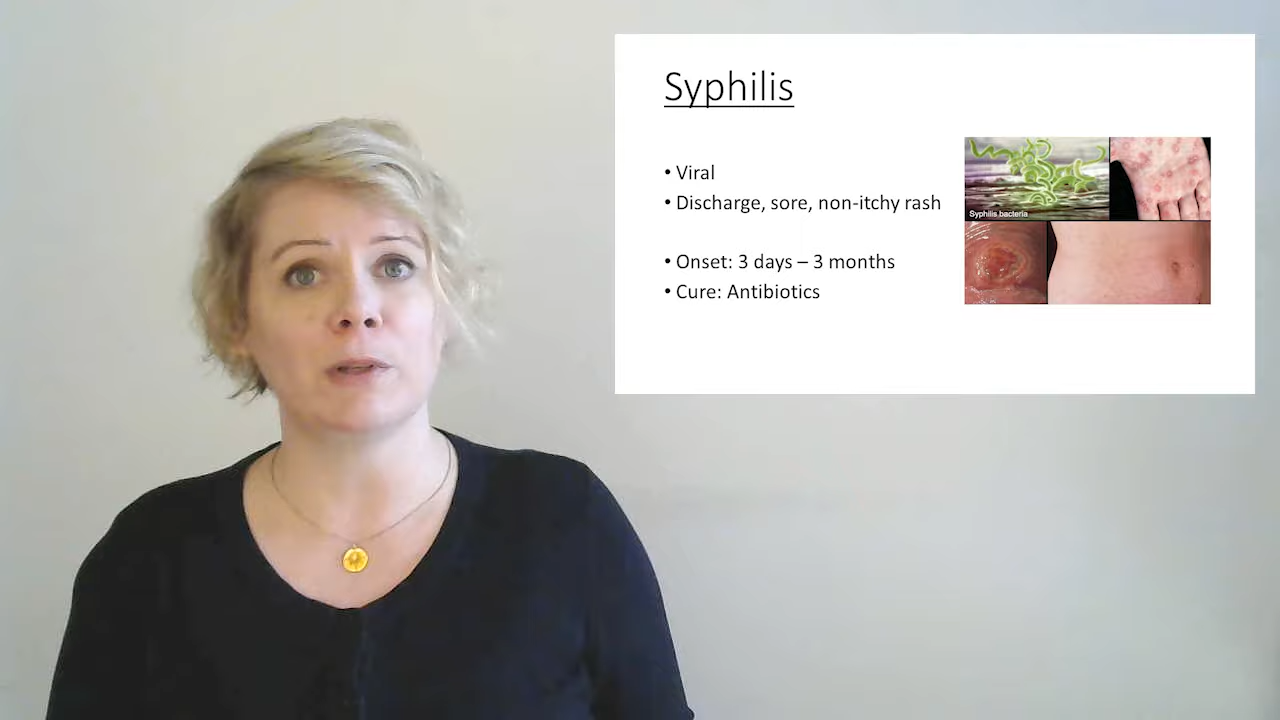 Syphilis
• Viral
• Discharge, sore, non-itchy rash
• Onset: 3 days – 3 months
• Cure: Antibiotics
Syphilis bacteria